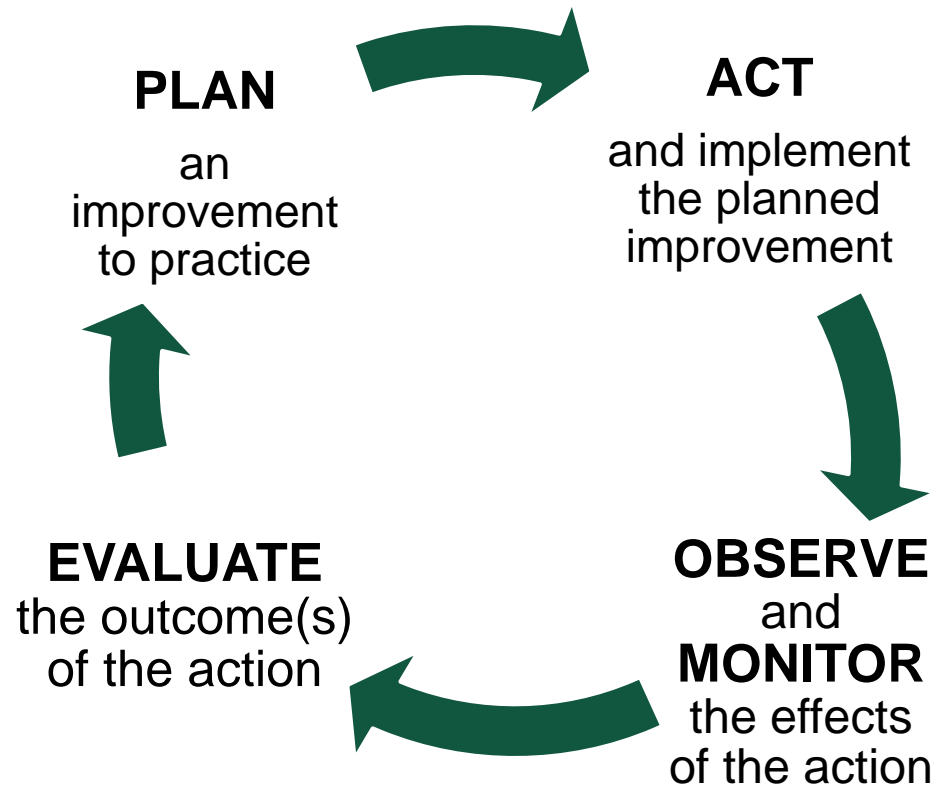 PLAN
an
improvement
to practice
ACT
and implement
the planned
improvement
OBSERVE
and
MONITOR
the effects
of the action
EVALUATE
the outcome(s)
of the action